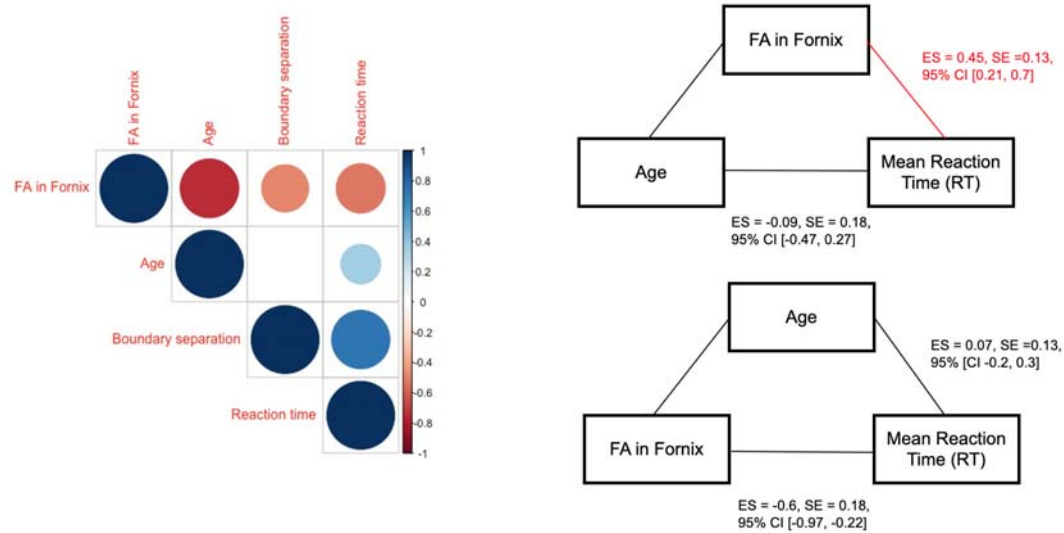 FA in Fornix
Age
Boundary separation
Reaction time
FA in Fornix
Age
Boundary separation
Reaction time
1
0.8
0.6
0.4
0.2
0
-0.2
-0.4
-0.6
-0.8
-1
FA in Fornix
ES = 0.45, SE =0.13,
95% CI [0.21, 0.7]
Age
Mean Reaction
Time (RT)
ES = -0.09, SE = 0.18,
95% CI [-0.47, 0.27]
Age
ES = 0.07, SE =0.13,
95% [CI -0.2, 0.3]
FA in Fornix
Mean Reaction
Time (RT)
ES = -0.6, SE = 0.18,
95% CI [-0.97, -0.22]